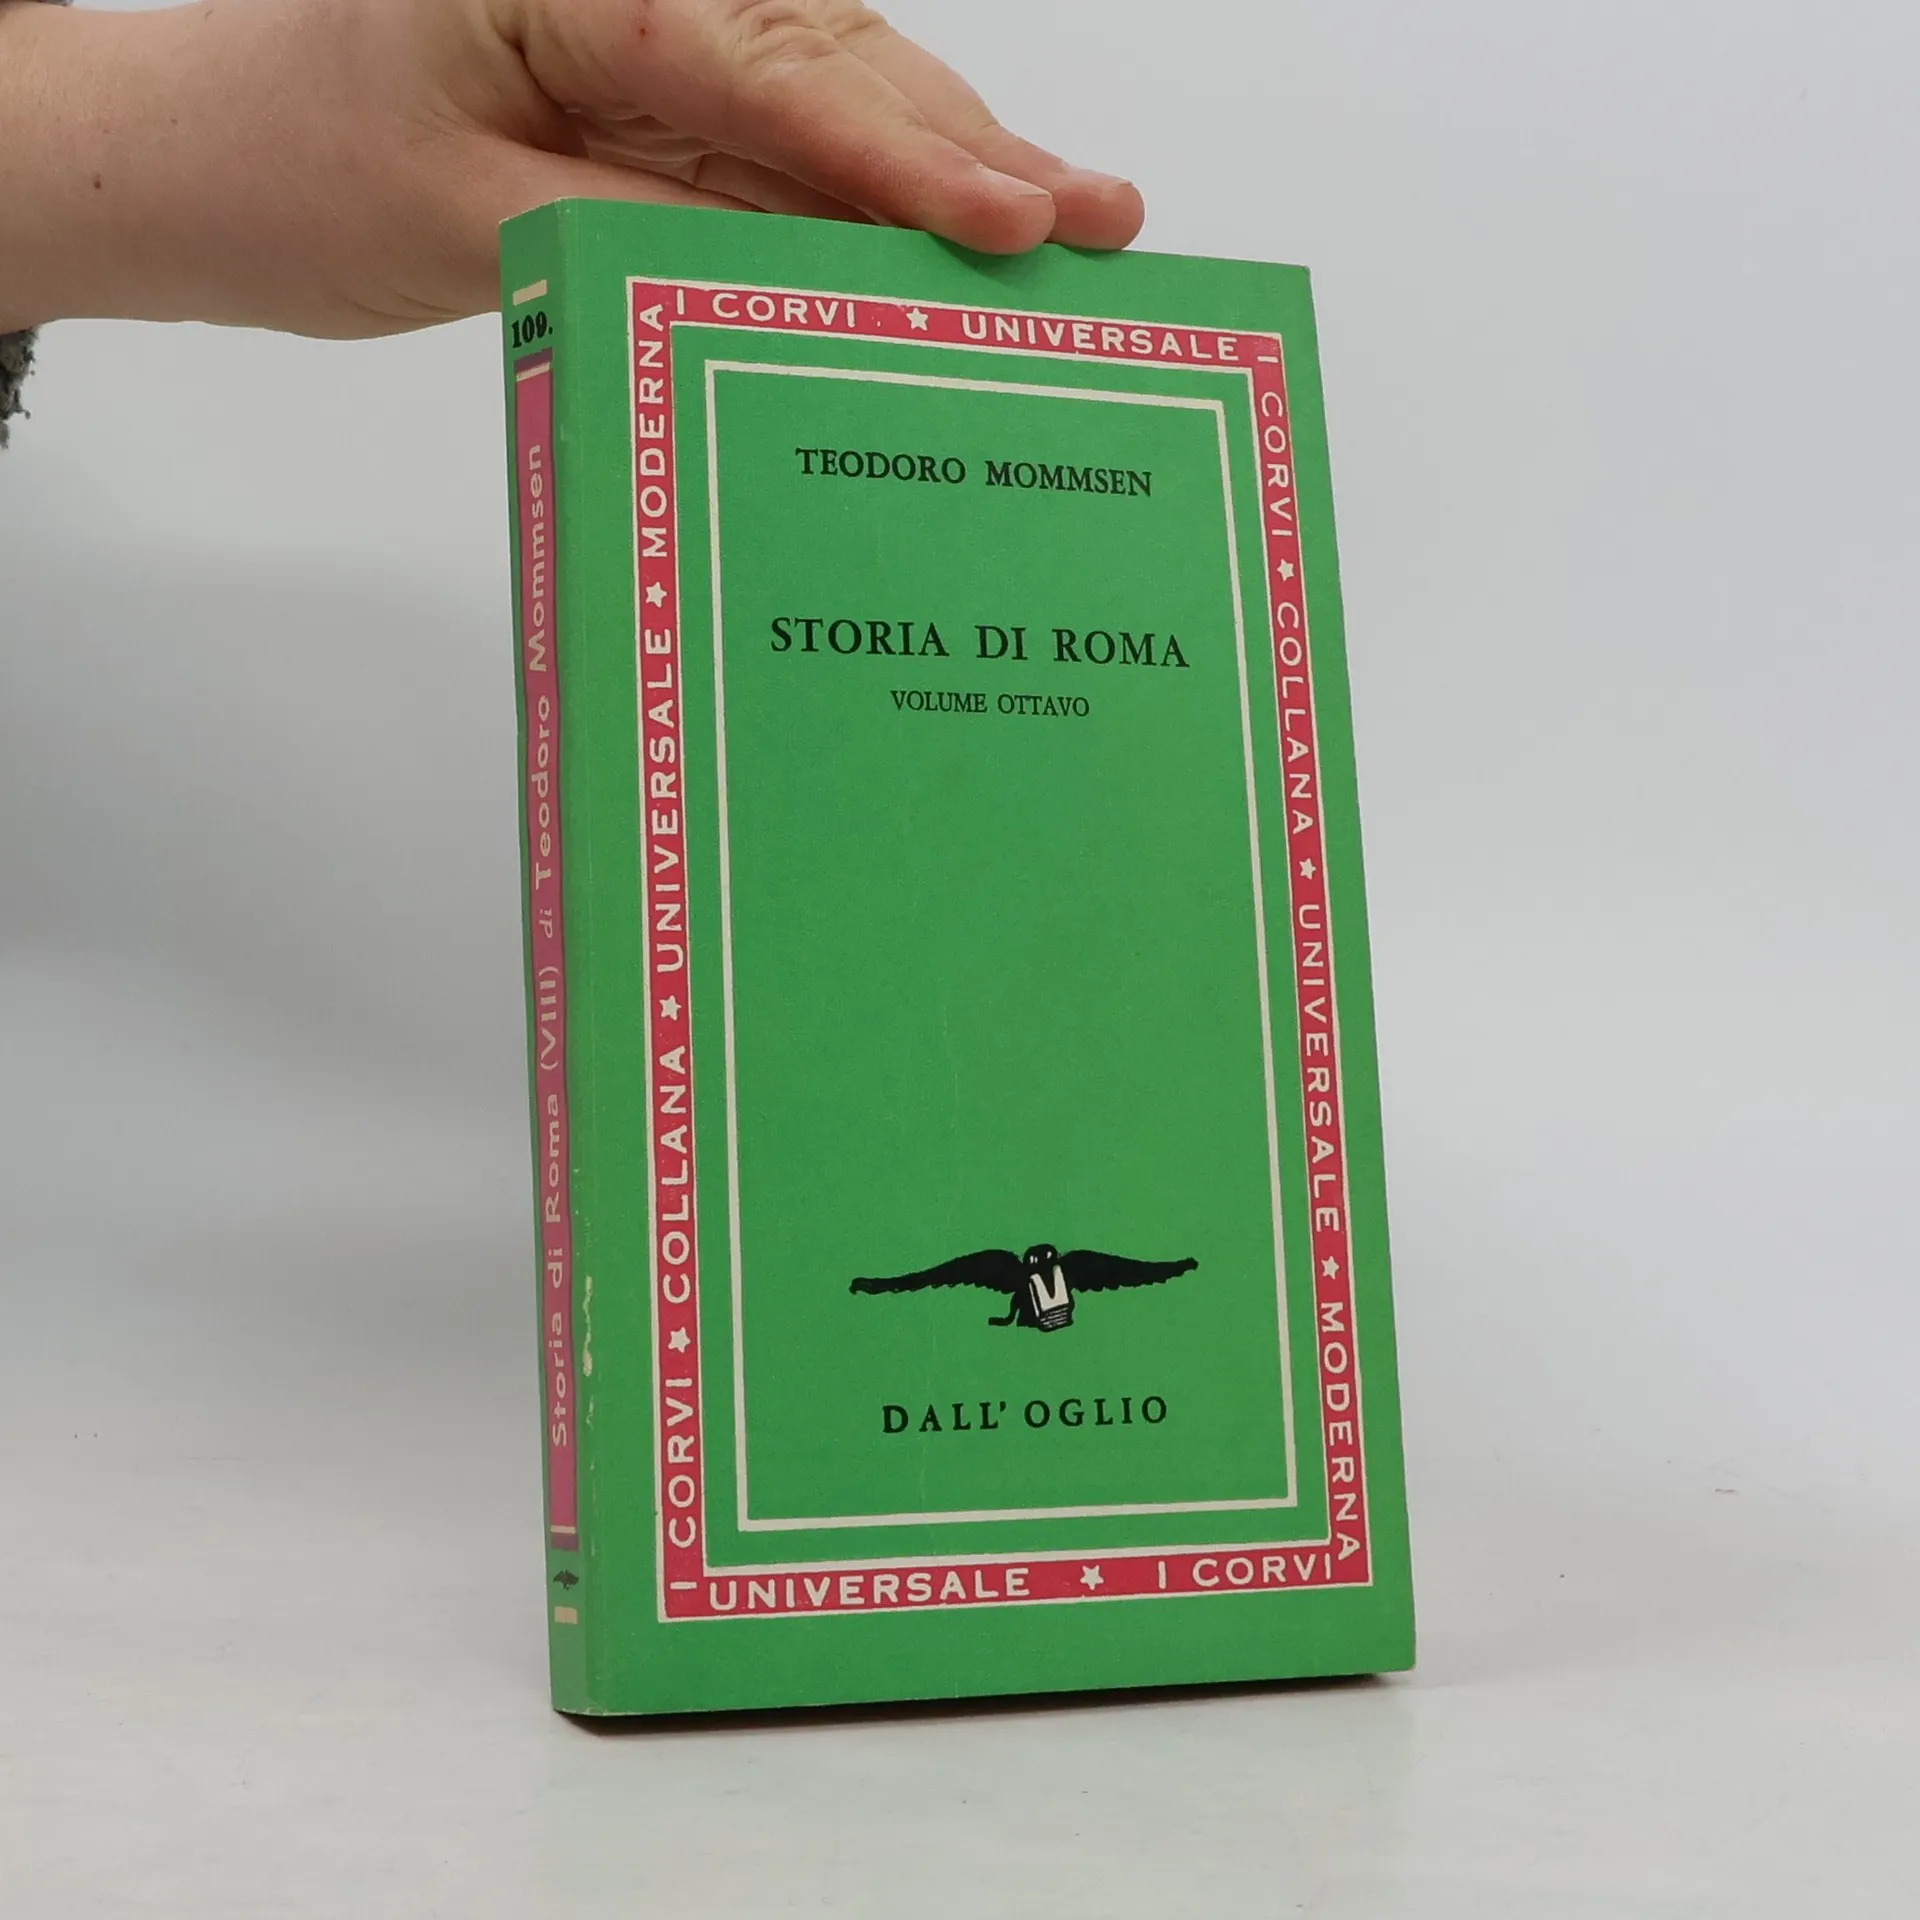 109.
Storia di Roma (VIII) di Teodoro Mommsen
I CORVI ★ UNIVERSALE
I CORVI ★ COLLANA ★ UNIVERSALE ★ MODERNA
I CORVI ★ COLLANA ★ UNIVERSALE ★ MODERNA
TEODORO MOMMSEN
STORIA DI ROMA
VOLUME OTTAVO
DALL' OGLIO
UNIVERSALE ★ I CORVI